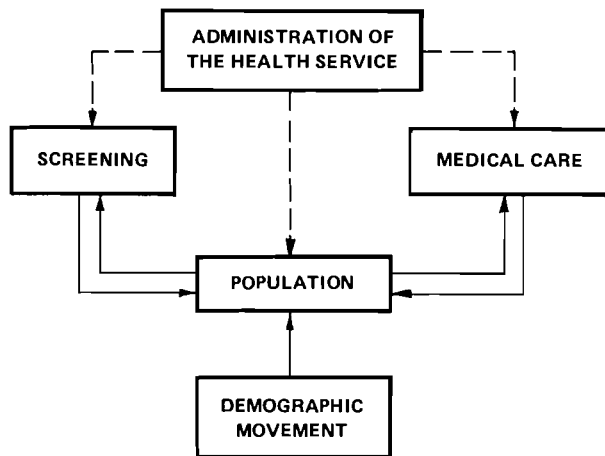 ADMINISTRATION OF
THE HEALTH SERVICE
SCREENING
MEDICAL CARE
POPULATION
DEMOGRAPHIC
MOVEMENT